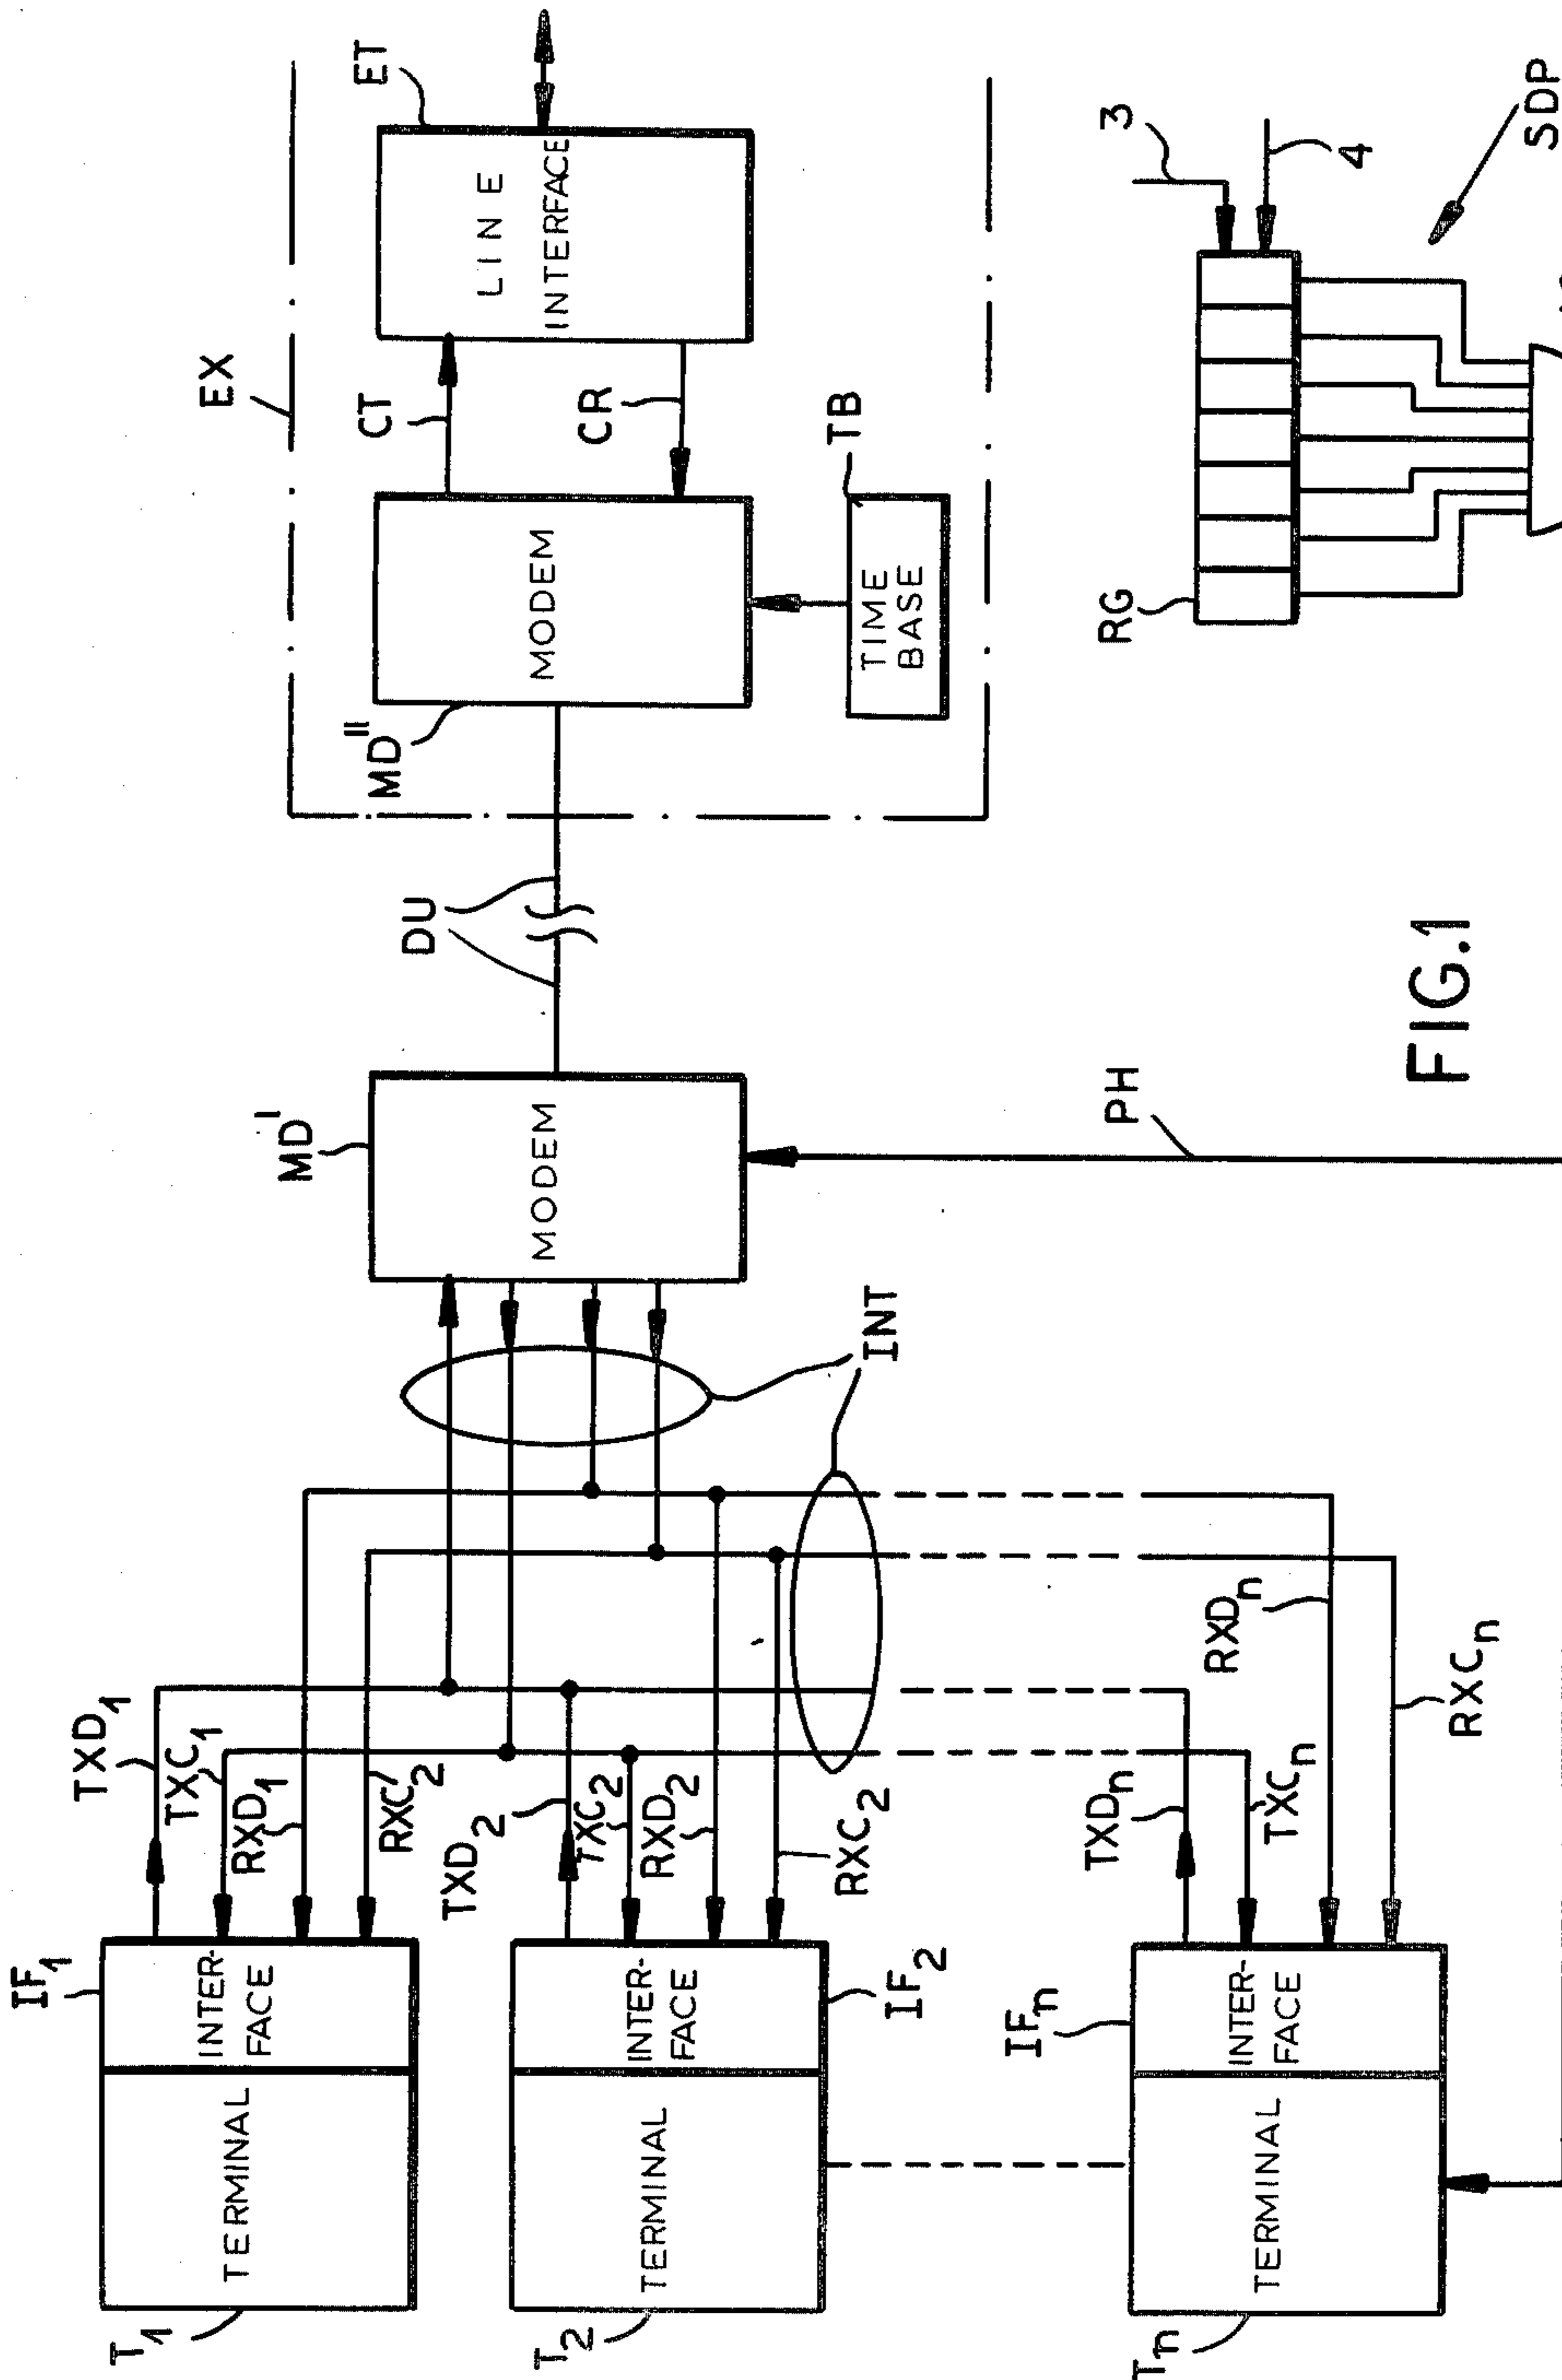 IF1
INTER-
FACE
TERMINAL
T1
TXD1
TXC1
RXD1
RXC'2
IF2
INTER-
FACE
TERMINAL
T2
TXD2
TXC2
RXD2
RXC2
IFn
INTER-
FACE
TERMINAL
Tn
TXDn
TXCn
RXDn
RXCn
INT
MD'
MODEM
PH
DU
EX
MD"
MODEM
CT
CR
TIME
BASE
TB
ET
LINE
INTERFACE
RG
3
4
SDP
FIG.1